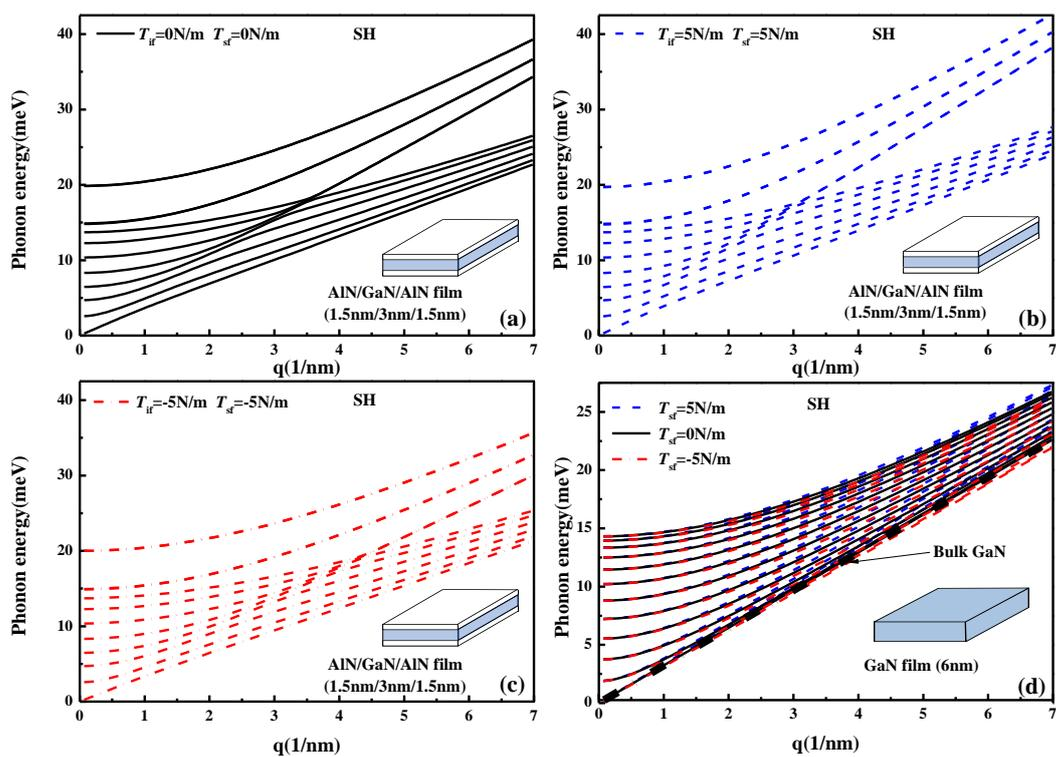 T_if=0N/m T_sf=0N/m
SH
40
30
20
10
0
Phonon energy(meV)
AlN/GaN/AlN film
(1.5nm/3nm/1.5nm)
(a)
0 1 2 3 4 5 6 7
q(1/nm)
T_if=5N/m T_sf=5N/m
SH
40
30
20
10
0
Phonon energy(meV)
AlN/GaN/AlN film
(1.5nm/3nm/1.5nm)
(b)
0 1 2 3 4 5 6 7
q(1/nm)
T_if=-5N/m T_sf=-5N/m
SH
40
30
20
10
0
Phonon energy(meV)
AlN/GaN/AlN film
(1.5nm/3nm/1.5nm)
(c)
0 1 2 3 4 5 6 7
q(1/nm)
T_sf=5N/m
T_sf=0N/m
T_sf=-5N/m
SH
25
20
15
10
5
0
Phonon energy(meV)
Bulk GaN
GaN film (6nm)
(d)
0 1 2 3 4 5 6 7
q(1/nm)